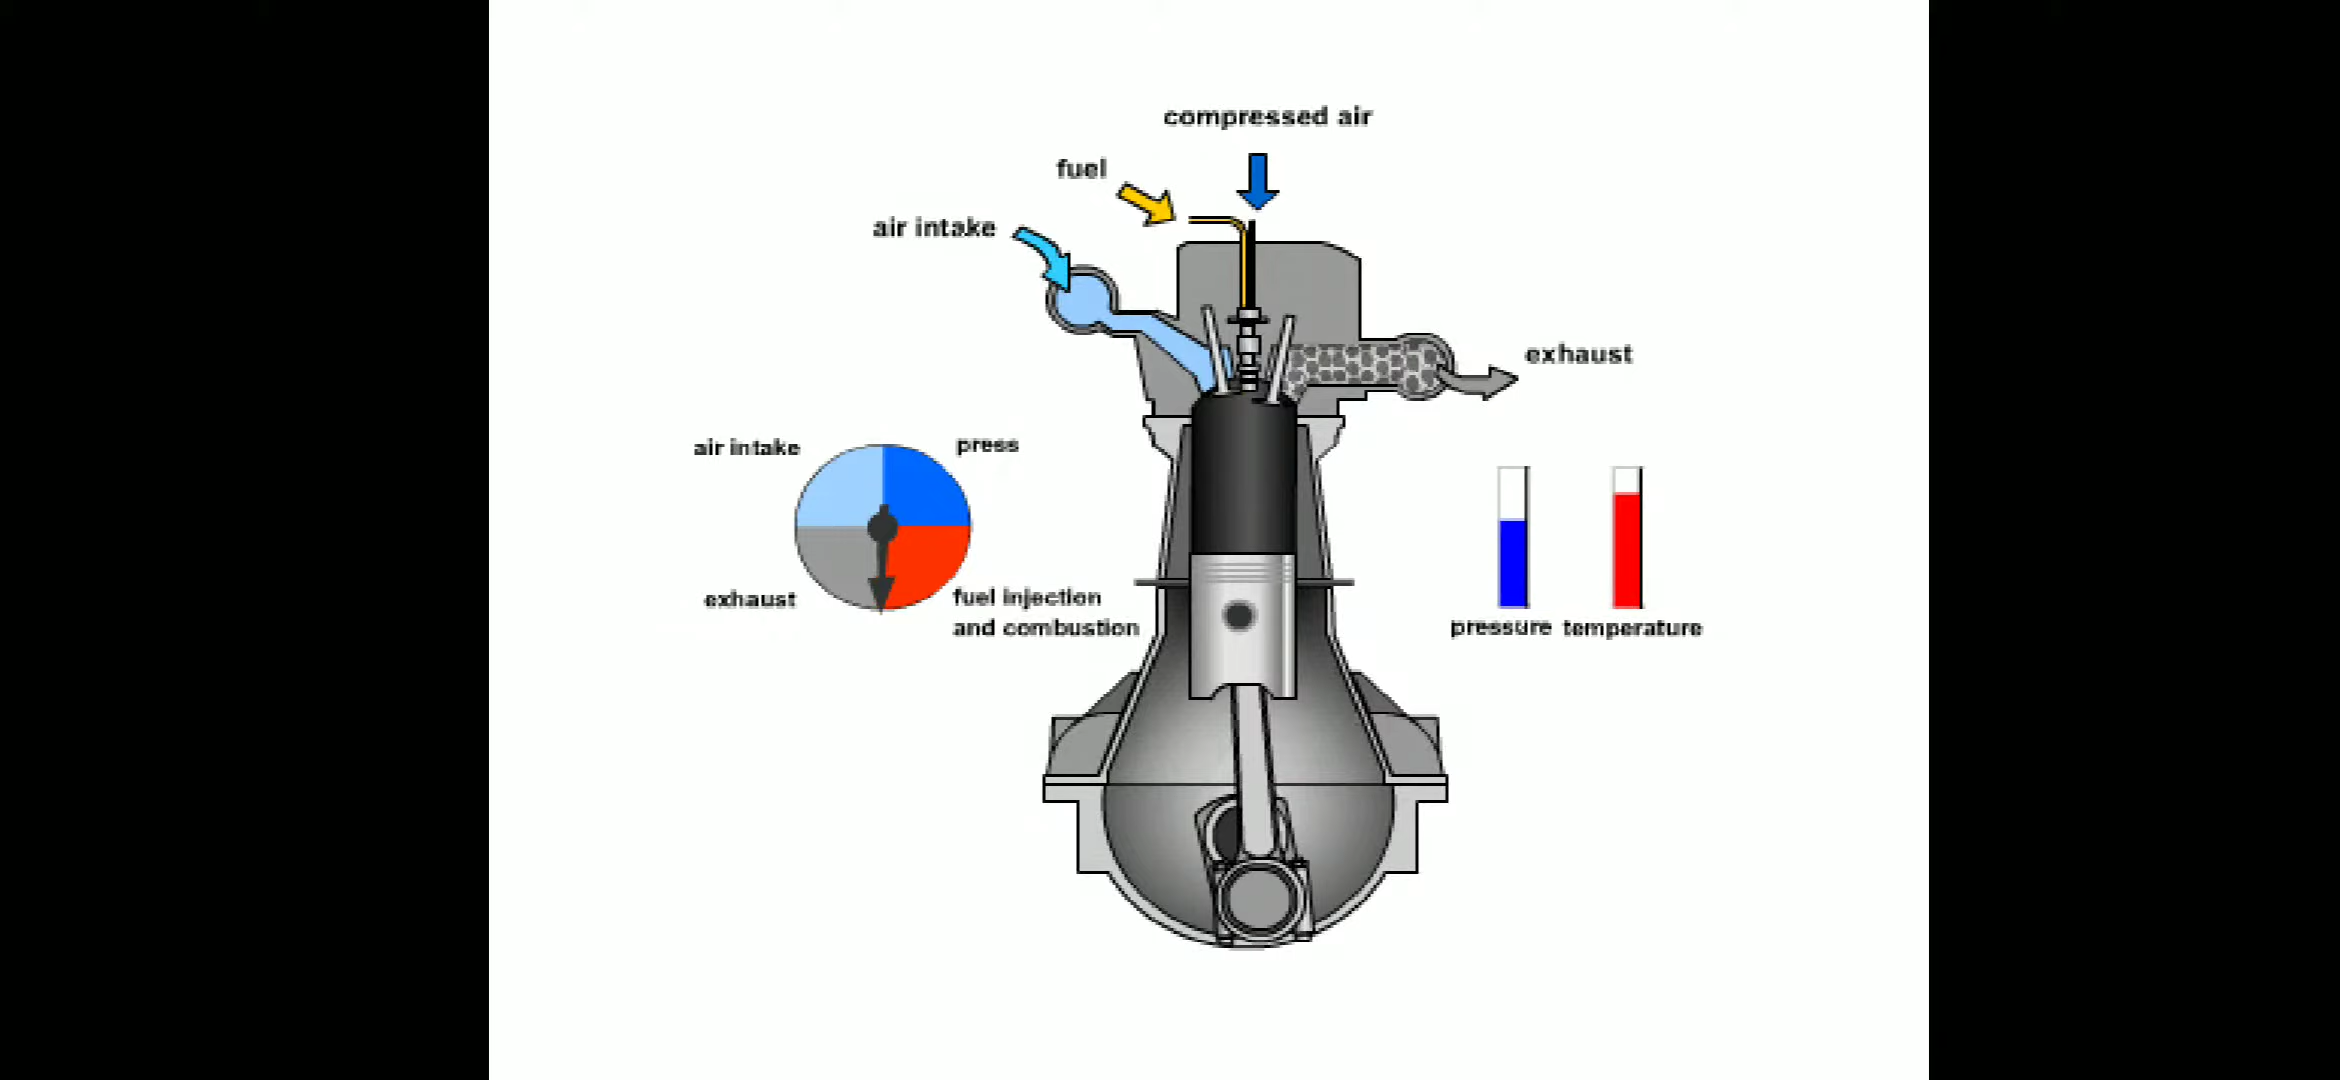 compressed air
fuel
air intake
exhaust
air intake
press
exhaust
fuel injection
and combustion
pressure
temperature